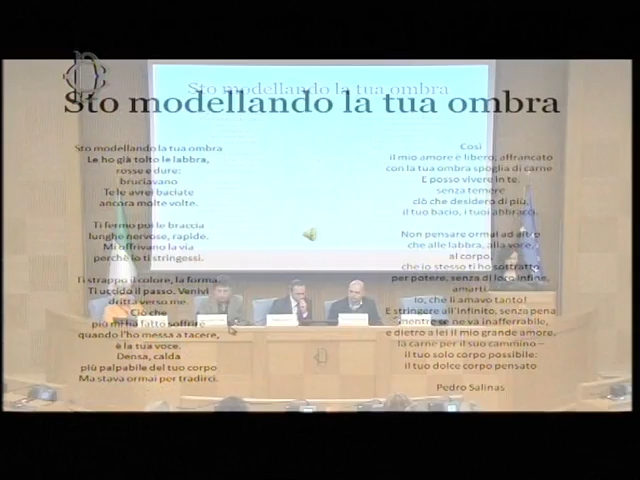 Sto modellando la tua ombra
Sto modellando la tua ombra
Sto modellando la tua ombra
Le ho già tolto le labbra,
rosse e dure:
bruciavano
Te le avrei baciate
ancora molte volte.
Ti fermo poi le braccia
lunghe nervose, rapide.
Mi offrivano la via
perchè io ti stringessi.
Ti strappo il colore, la forma.
Ti uccido il passo. Venivi
dritta verso me.
Ciò che
più mi ha fatto soffrire
quando l'ho messa a tacere,
è la tua voce.
Densa, calda
più palpabile del tuo corpo
Ma stava ormai per tradirci.
Così
il mio amore è libero, affrancato
con la tua ombra spoglia di carne
E posso vivere in te.
senza temere
ciò che desidero di più,
il tuo bacio, i tuoi abbracci.
Non pensare ormai ad altro
che alle labbra, alla voce,
al corpo,
che io stesso ti ho sottratto
per potere, senza di loro infine,
amarti.
Io, che li amavo tanto!
E stringere all'infinito, senza pena
mentre se ne va inafferrabile,
e dietro a lei il mio grande amore.
la carne per il suo cammino –
il tuo solo corpo possibile:
il tuo dolce corpo pensato
Pedro Salinas